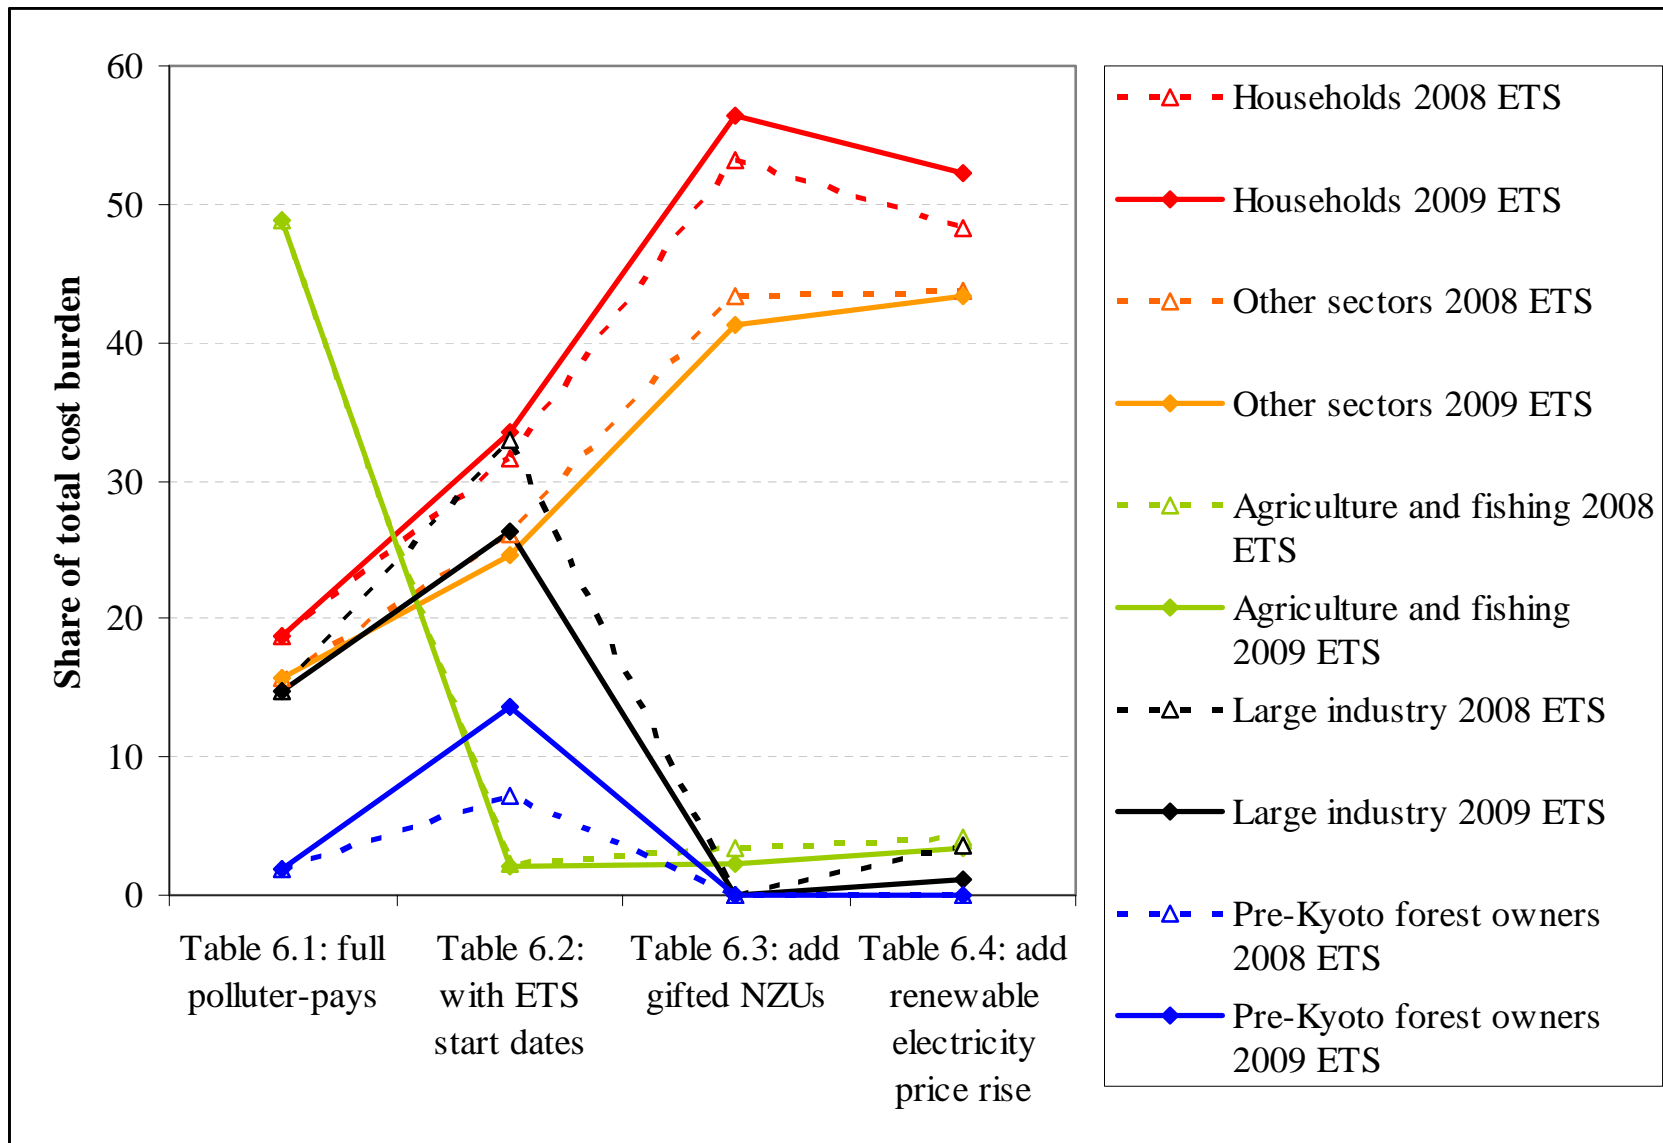 Share of total cost burden
60
50
40
30
20
10
0
Table 6.1: full
polluter-pays
Table 6.2:
with ETS
start dates
Table 6.3: add
gifted NZUs
Table 6.4: add
renewable
electricity
price rise
Households 2008 ETS
Households 2009 ETS
Other sectors 2008 ETS
Other sectors 2009 ETS
Agriculture and fishing 2008
ETS
Agriculture and fishing
2009 ETS
Large industry 2008 ETS
Large industry 2009 ETS
Pre-Kyoto forest owners
2008 ETS
Pre-Kyoto forest owners
2009 ETS